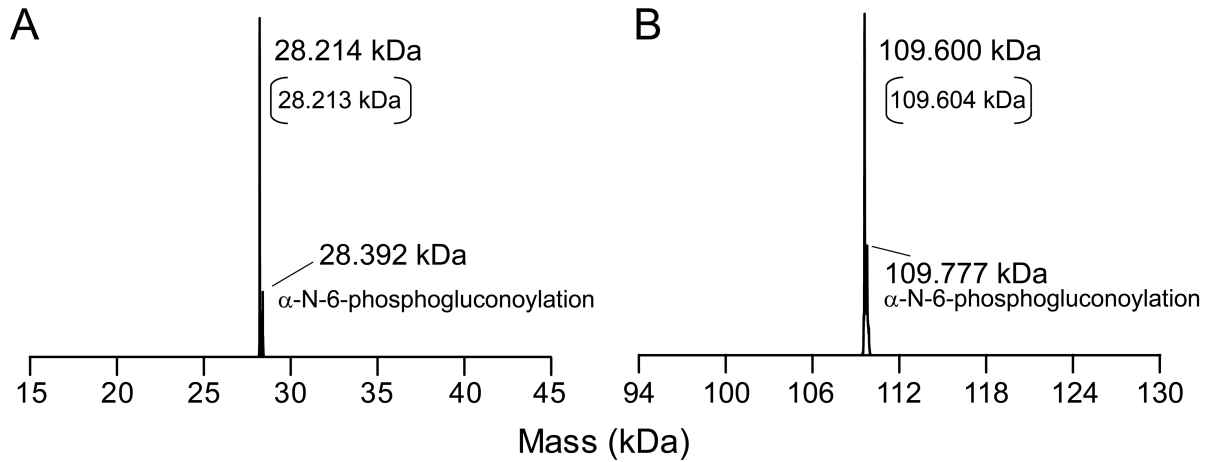 A
28.214 kDa
28.213 kDa
28.392 kDa
α-N-6-phosphogluconoylation
15 20 25 30 35 40 45
B
109.600 kDa
109.604 kDa
109.777 kDa
α-N-6-phosphogluconoylation
94 100 106 112 118 124 130
Mass (kDa)